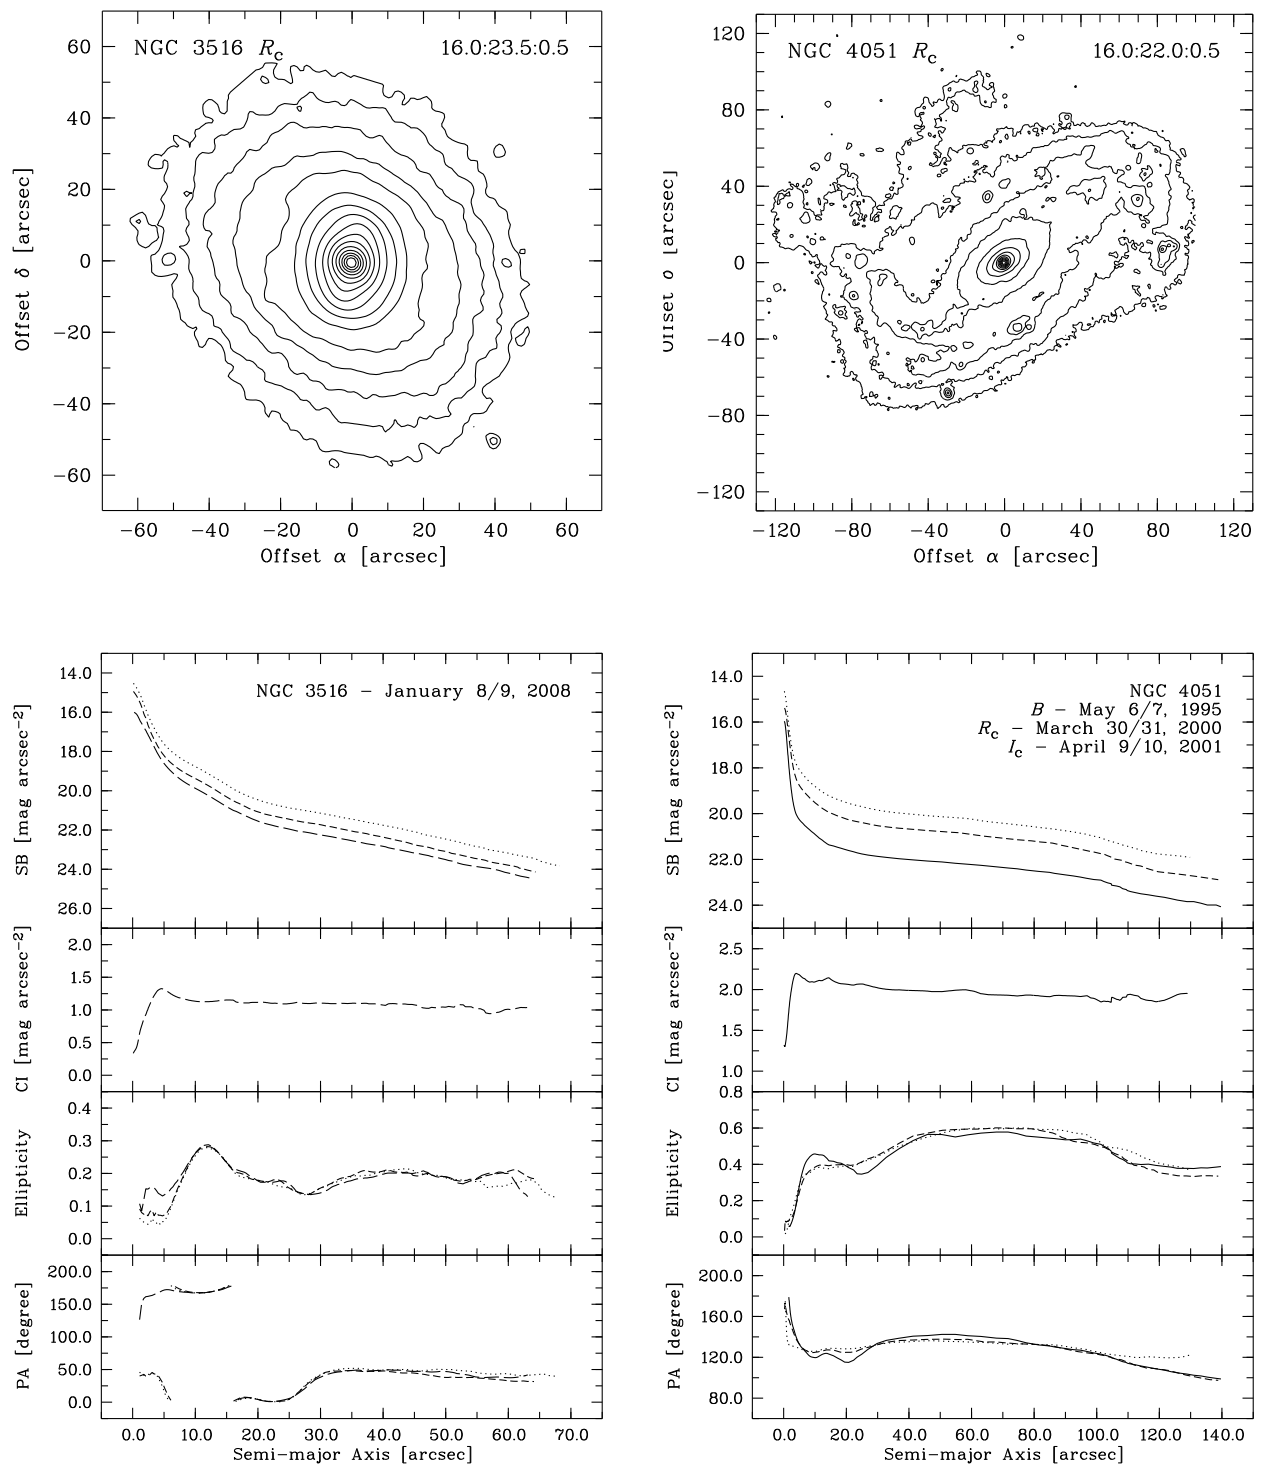 NGC 3516 Rc 16.0:23.5:0.5
60
40
20
0
−20
−40
−60
Offset δ [arcsec]
−60 −40 −20 0 20 40 60
Offset α [arcsec]
NGC 4051 Rc 16.0:22.0:0.5
120
80
40
0
−40
−80
−120
[arcsec]
−120 −80 −40 0 40 80 120
Offset α [arcsec]
NGC 3516 − January 8/9, 2008
14.0
16.0
18.0
20.0
22.0
24.0
26.0
SB [mag arcsec−2]
2.0
1.5
1.0
0.5
0.0
CI [mag arcsec−2]
0.4
0.3
0.2
0.1
0.0
Ellipticity
200.0
150.0
100.0
50.0
0.0
PA [degree]
0.0 10.0 20.0 30.0 40.0 50.0 60.0 70.0
Semi−major Axis [arcsec]
NGC 4051
B − May 6/7, 1995
Rc − March 30/31, 2000
Ic − April 9/10, 2001
14.0
16.0
18.0
20.0
22.0
24.0
SB [mag arcsec−2]
2.5
2.0
1.5
1.0
CI [mag arcsec−2]
0.8
0.6
0.4
0.2
0.0
Ellipticity
200.0
160.0
120.0
80.0
PA [degree]
0.0 20.0 40.0 60.0 80.0 100.0 120.0 140.0
Semi−major Axis [arcsec]